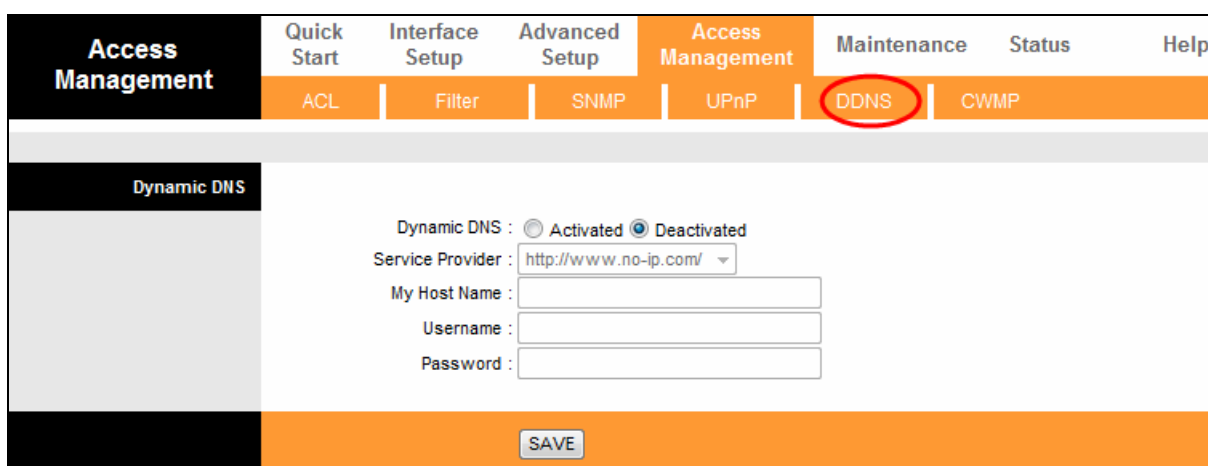 Access Management
Quick Start
Interface Setup
Advanced Setup
Access Management
Maintenance
Status
Help
ACL
Filter
SNMP
UPnP
DDNS
CWMP
Dynamic DNS
Dynamic DNS : Activated Deactivated
Service Provider : http://www.no-ip.com/
My Host Name :
Username :
Password :
SAVE